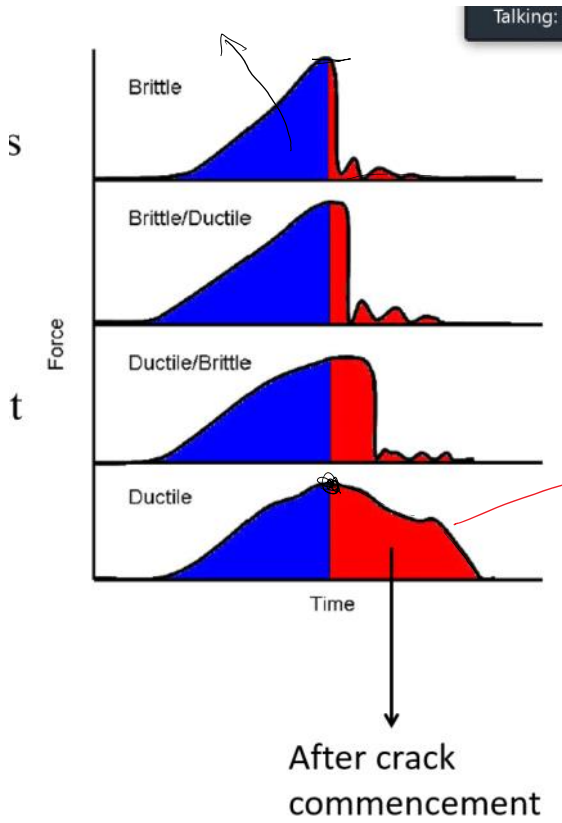 Talking:
Brittle
s
Brittle/Ductile
Force
Ductile/Brittle
t
Ductile
Time
After crack
commencement